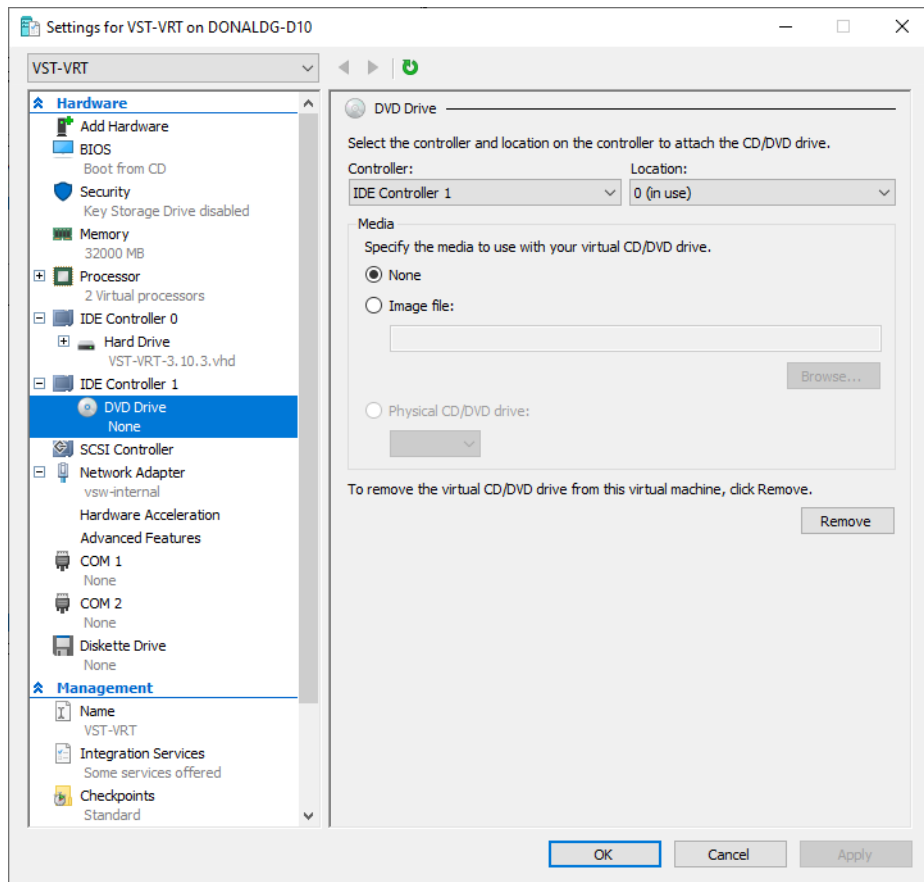 Settings for VST-VRT on DONALDG-D10
VST-VRT
Hardware
Add Hardware
BIOS
Boot from CD
Security
Key Storage Drive disabled
Memory
32000 MB
Processor
2 Virtual processors
IDE Controller 0
Hard Drive
VST-VRT-3.10.3.vhd
IDE Controller 1
DVD Drive
None
SCSI Controller
Network Adapter
vsw-internal
Hardware Acceleration
Advanced Features
COM 1
None
COM 2
None
Diskette Drive
None
Management
Name
VST-VRT
Integration Services
Some services offered
Checkpoints
Standard
DVD Drive
Select the controller and location on the controller to attach the CD/DVD drive.
Controller:
Location:
IDE Controller 1
0 (in use)
Media
Specify the media to use with your virtual CD/DVD drive.
None
Image file:
Browse...
Physical CD/DVD drive:
To remove the virtual CD/DVD drive from this virtual machine, click Remove.
Remove
OK
Cancel
Apply